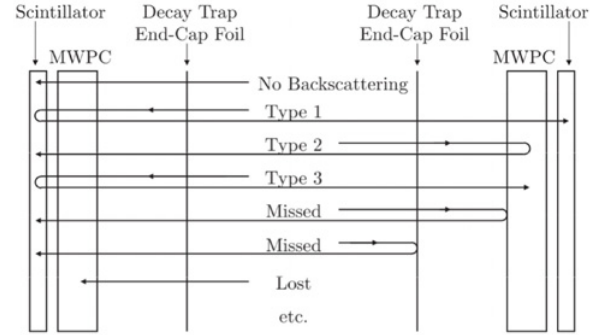 Scintillator
Decay Trap
End-Cap Foil
Decay Trap
End-Cap Foil
Scintillator
MWPC
MWPC
No Backscattering
Type 1
Type 2
Type 3
Missed
Missed
Lost
etc.